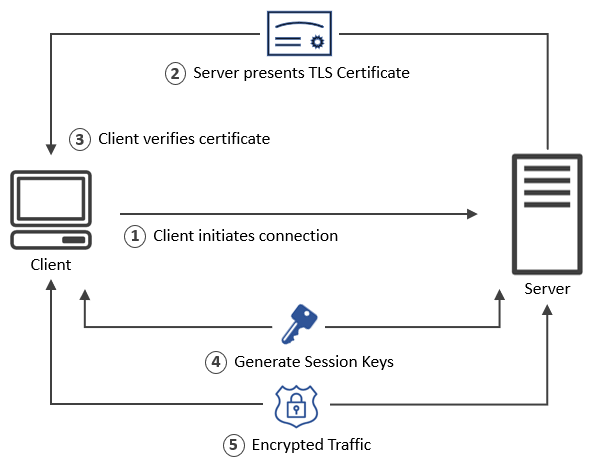 ② Server presents TLS Certificate
③ Client verifies certificate
① Client initiates connection
Client
Server
④ Generate Session Keys
⑤ Encrypted Traffic